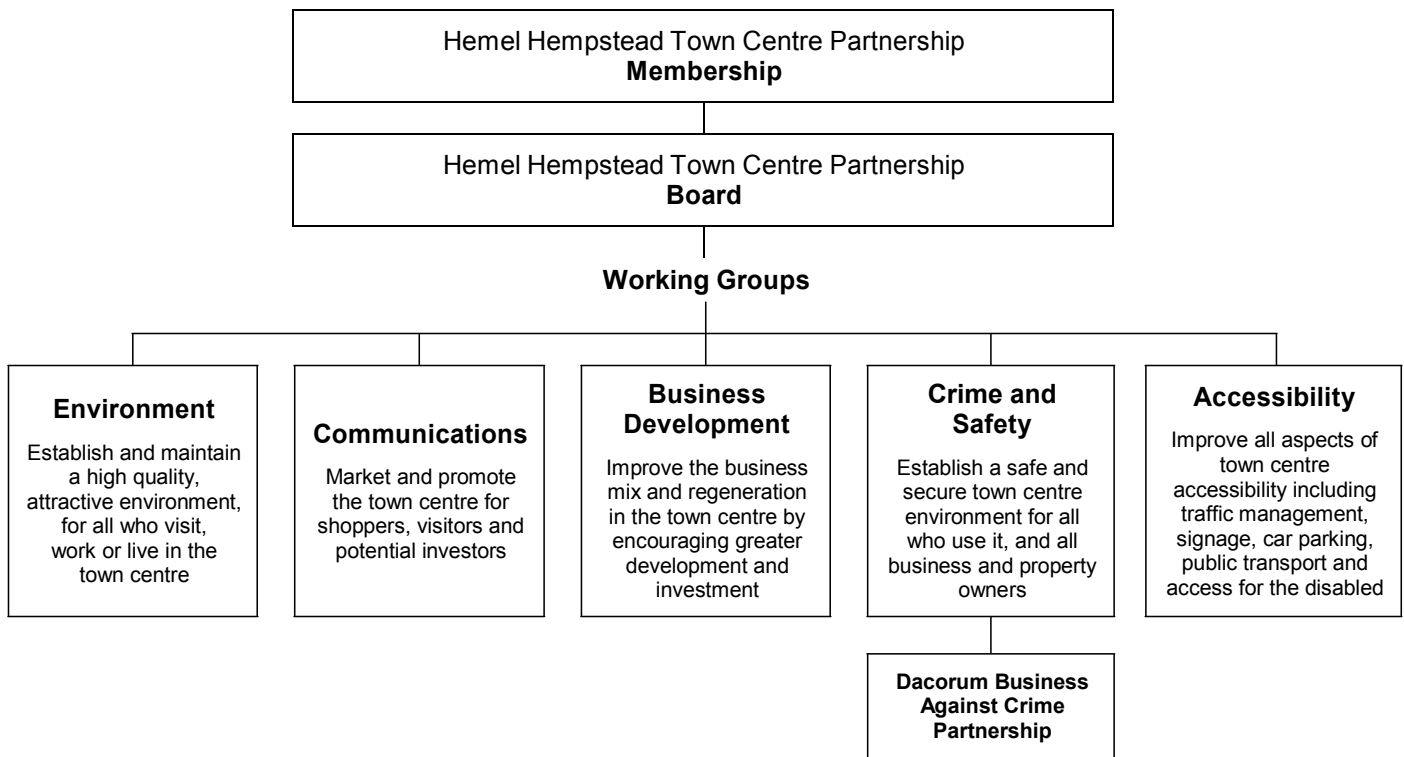 Hemel Hempstead Town Centre Partnership
Membership
Hemel Hempstead Town Centre Partnership
Board
Working Groups
Environment
Establish and maintain
a high quality,
attractive environment,
for all who visit,
work or live in the
town centre
Communications
Market and promote
the town centre for
shoppers, visitors and
potential investors
Business
Development
Improve the business
mix and regeneration
in the town centre by
encouraging greater
development and
investment
Crime and
Safety
Establish a safe and
secure town centre
environment for all
who use it, and all
business and property
owners
Accessibility
Improve all aspects of
town centre
accessibility including
traffic management,
signage, car parking,
public transport and
access for the disabled
Dacorum Business
Against Crime
Partnership